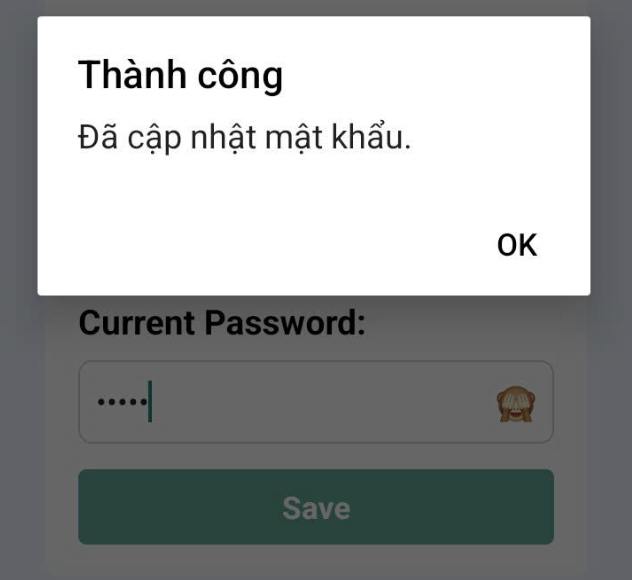 Thành công
Đã cập nhật mật khẩu.
OK
Current Password:
•••••
Save